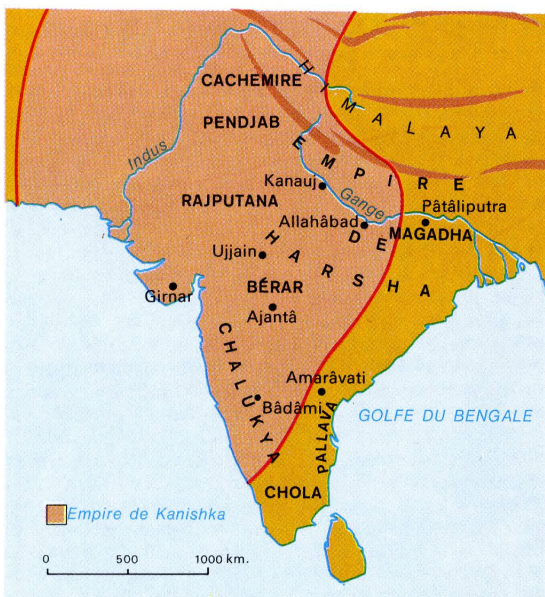 HIMALAYA
CACHEMIRE
PENDJAB
Indus
EMPIRE
DE
HARSHA
Kanauj
Gange
RAJPUTANA
Pâtâliputra
Allahâbad
MAGADHA
Ujjain
BÉRAR
Girnar
Ajantâ
CHALÛKYA
Amarâvati
Bâdâmi
GOLFE DU BENGALE
PALLAVA
CHOLA
Empire de Kanishka
0 500 1000 km.